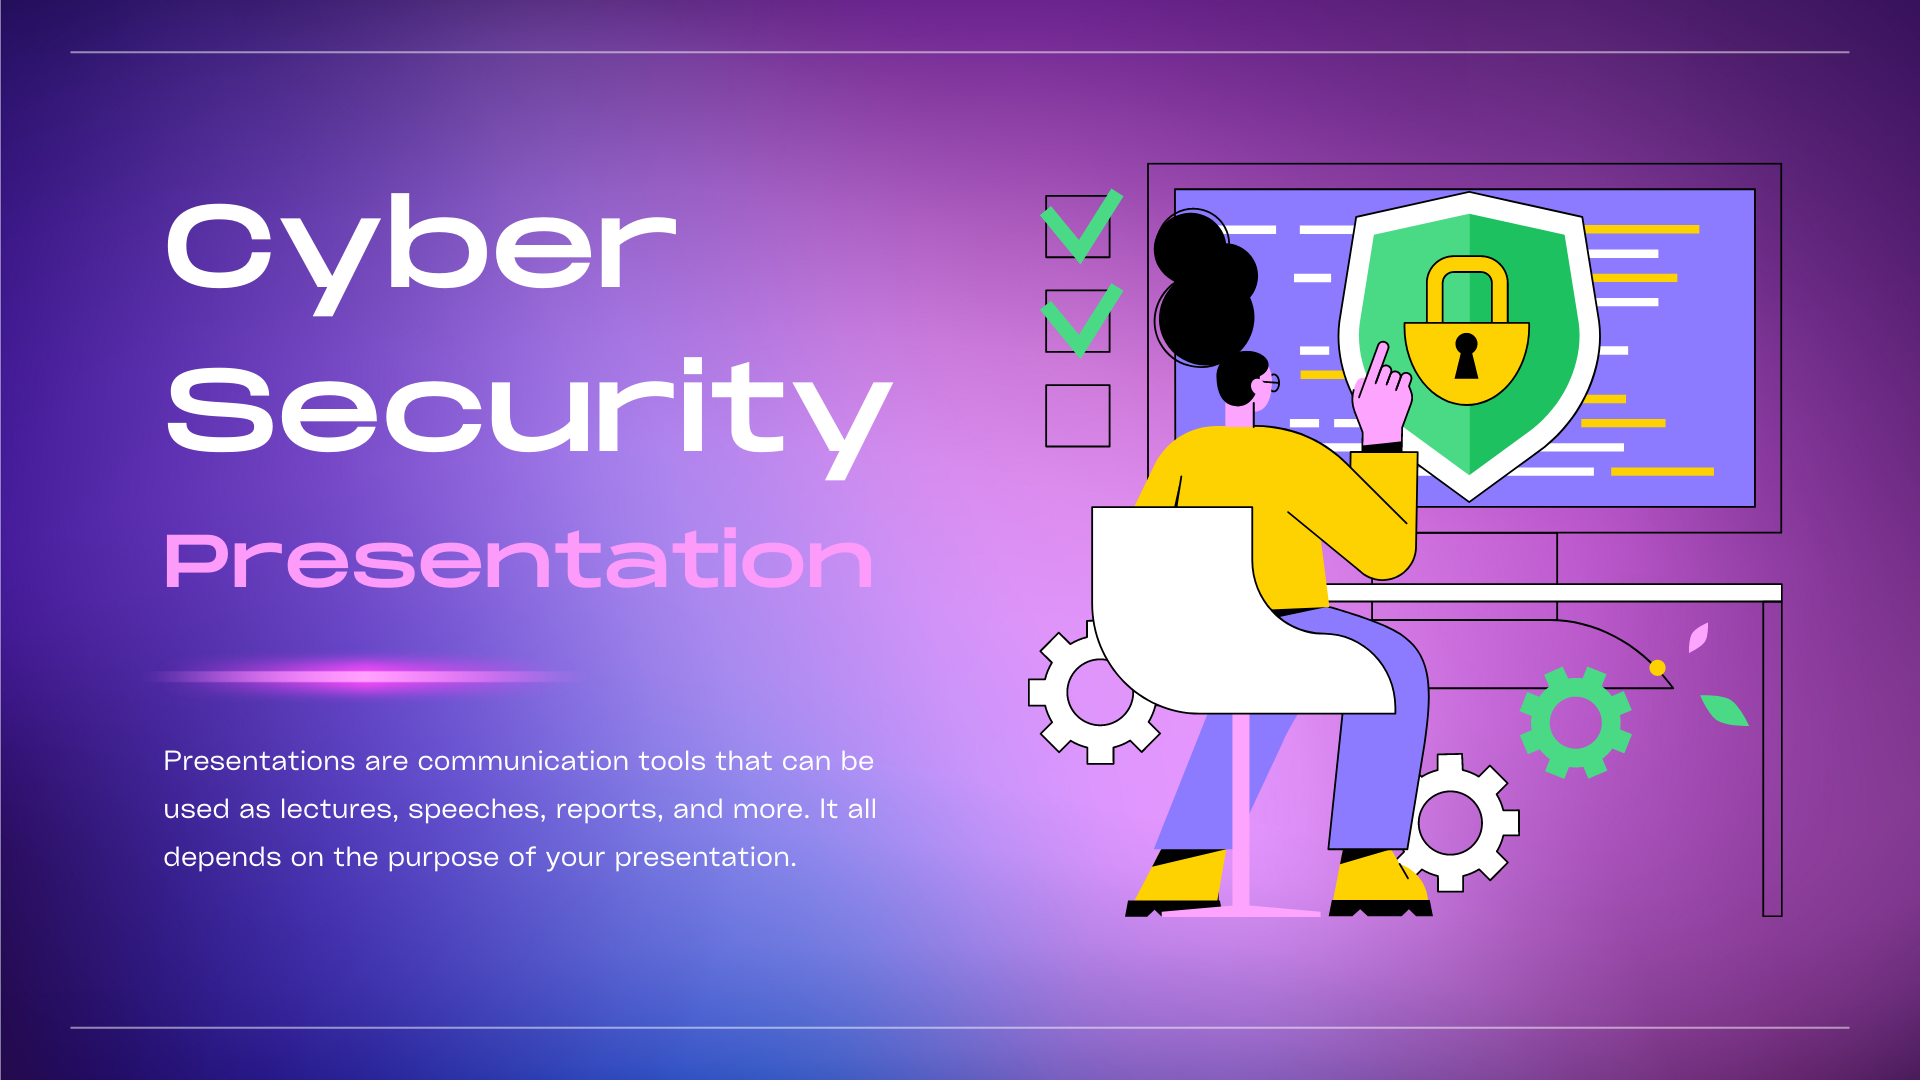 Cyber
Security
Presentation
Presentations are communication tools that can be
used as lectures, speeches, reports, and more. It all
depends on the purpose of your presentation.